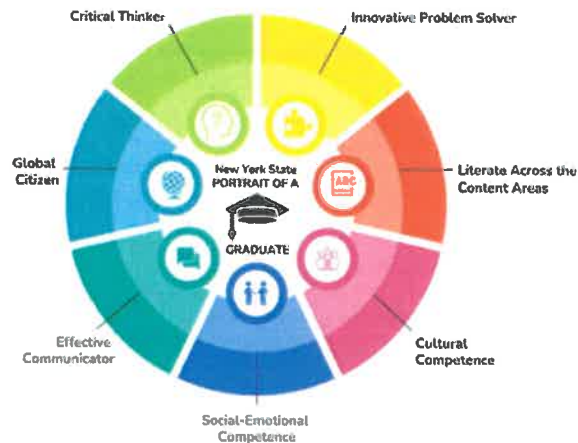 Critical Thinker
Innovative Problem Solver
Global
Citizen
New York State
PORTRAIT OF A
GRADUATE
ABC
Literate Across the
Content Areas
Effective
Communicator
Cultural
Competence
Social-Emotional
Competence